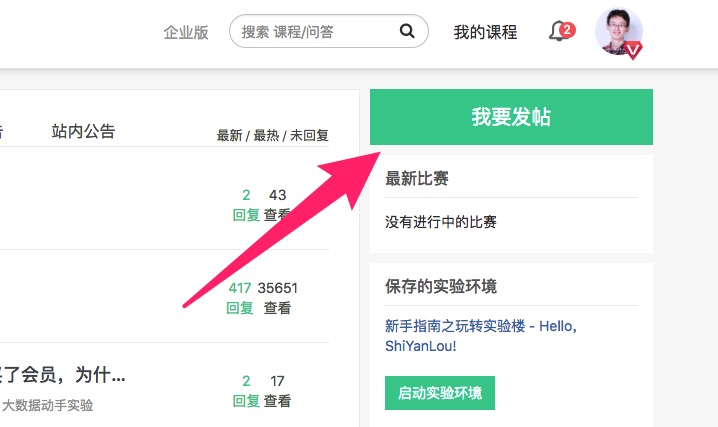 企业版
搜索 课程/问答
我的课程
2
站内公告
最新 / 最热 / 未回复
我要发帖
2 43
回复 查看
417 35651
回复 查看
了会员，为什...
大数据动手实验
2 17
回复 查看
最新比赛
没有进行中的比赛
保存的实验环境
新手指南之玩转实验楼 - Hello,
ShiYanLou!
启动实验环境